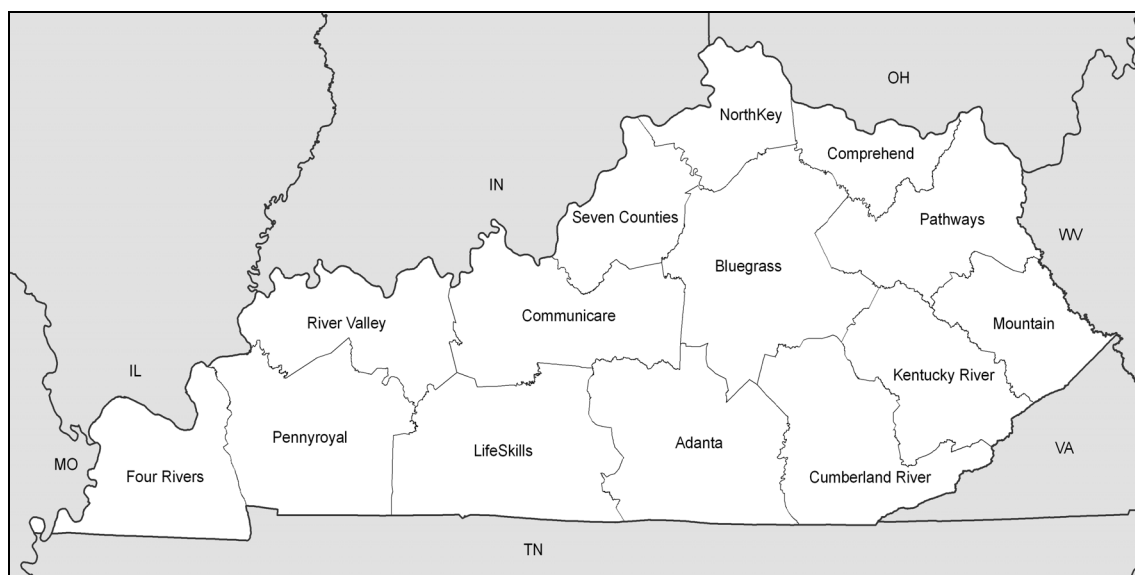 OH
NorthKey
Comprehend
IN
Seven Counties
Pathways
WV
Bluegrass
River Valley
Communicare
Mountain
IL
Kentucky River
Pennyroyal
LifeSkills
Adanta
VA
MO
Four Rivers
Cumberland River
TN